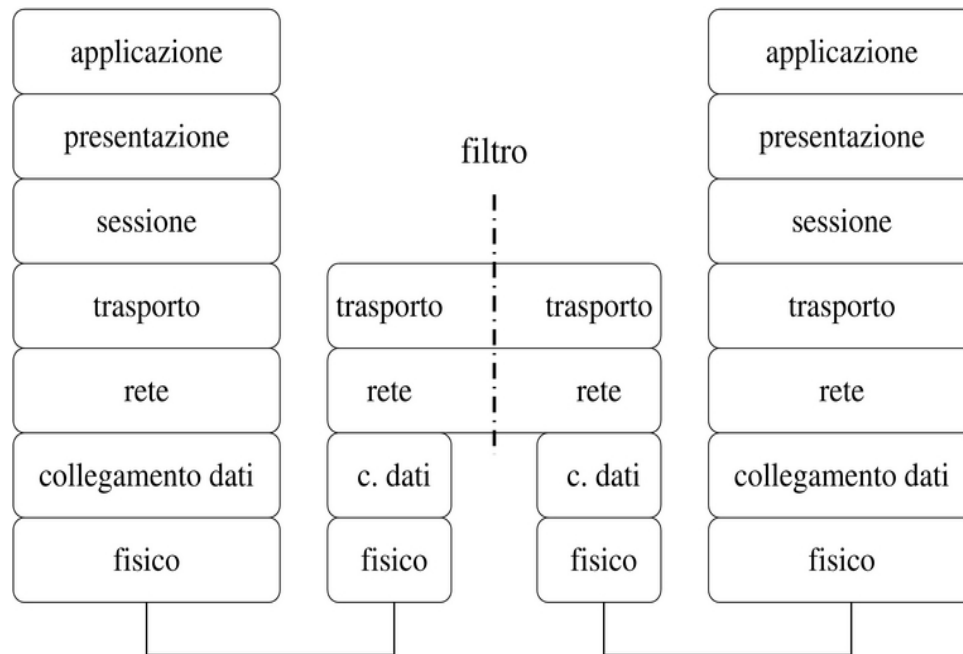 applicazione
presentazione
sessione
trasporto
rete
collegamento dati
fisico
filtro
trasporto trasporto
rete rete
c. dati c. dati
fisico fisico
applicazione
presentazione
sessione
trasporto
rete
collegamento dati
fisico